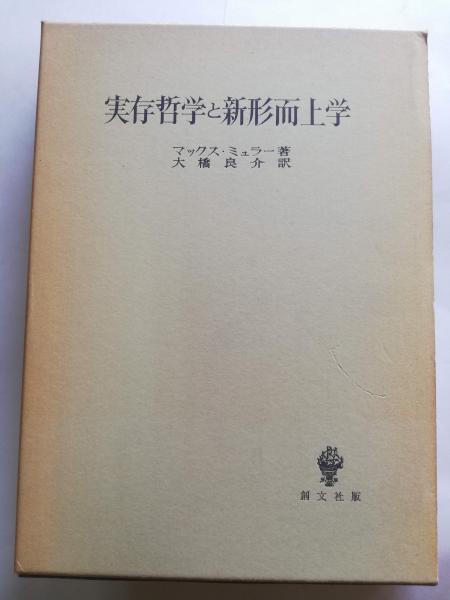 実存哲学と新形而上学
マックス・ミュラー著
大橋良介訳
創文社版